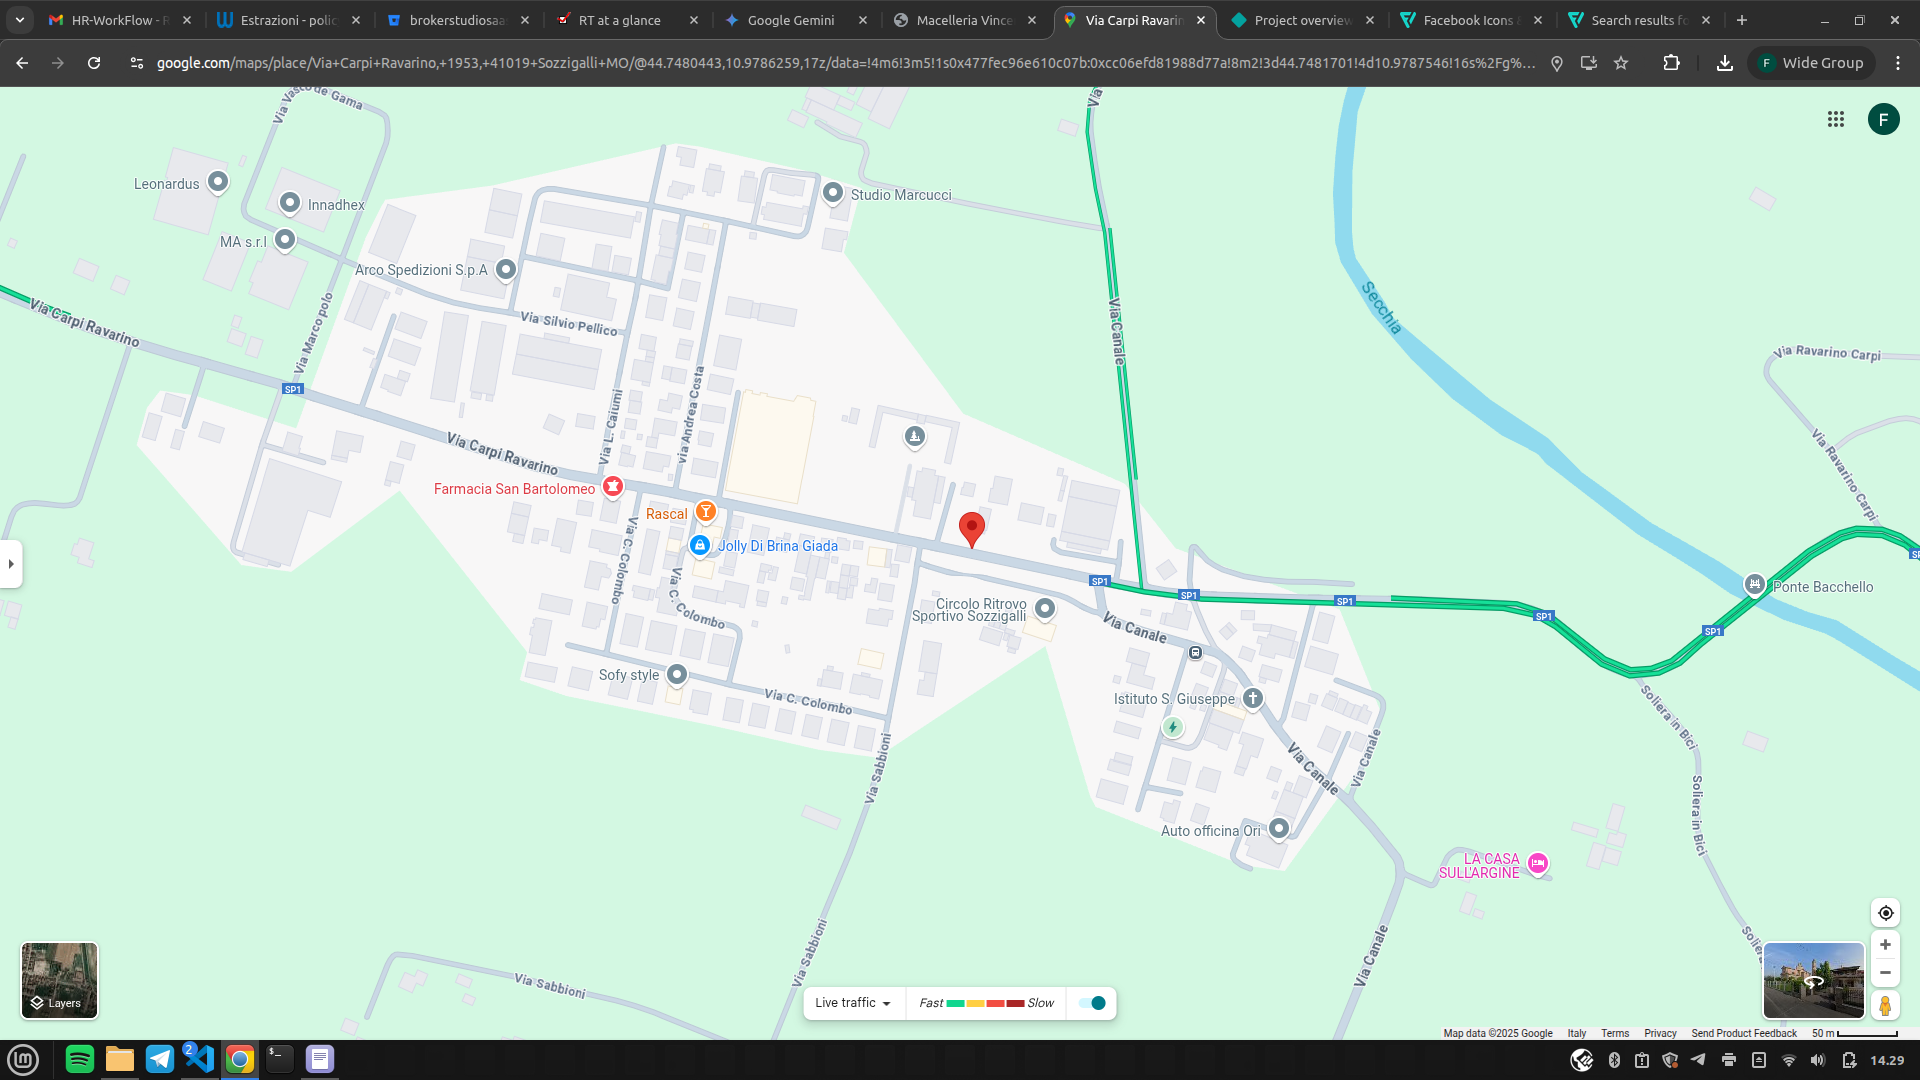 HR-WorkFlow - R
Estrazioni - polic
brokerstudiosaas
RT at a glance
Google Gemini
Macelleria Vince
Via Carpi Ravarin
Project overview
Facebook Icons &
Search results fo
google.com/maps/place/Via+Carpi+Ravarino,+1953,+41019+Sozzigalli+MO/@44.7480443,10.9786259,17z/data=!4m6!3m5!1s0x477fec96e610c07b:0xcc06efd81988d77a!8m2!3d44.7481701!4d10.9787546!16s%2Fg%...
F
Wide Group
Via Vasco de Gama
Via
F
Leonardus
Innadhex
Studio Marcucci
MA s.r.l
Arco Spedizioni S.p.A
Via Carpi Ravarino
Via Marco polo
Via Silvio Pellico
Via Canale
Secchia
Via Ravarino Carpi
SP1
Via L. Caiumi
via Andrea Costa
Via Carpi Ravarino
Via Ravarino Carpi
Farmacia San Bartolomeo
Rascal
Jolly Di Brina Giada
Via C. Colombo
Via C. Colombo
SP1
SP1
SP1
SP1
SP1
SP
Ponte Bacchello
Circolo Ritrovo
Sportivo Sozzigalli
Via Canale
Sofy style
Via C. Colombo
Istituto S. Giuseppe
Soliera in Bici
Via Sabbioni
Via Canale
Via Canale
Soliera in Bici
Auto officina Ori
LA CASA
SULL'ARGINE
Via Sabbioni
Via Sabbioni
Via Canale
Solie
Layers
Live traffic
Fast
Slow
Map data ©2025 Google
Italy
Terms
Privacy
Send Product Feedback
50 m
2
14.29